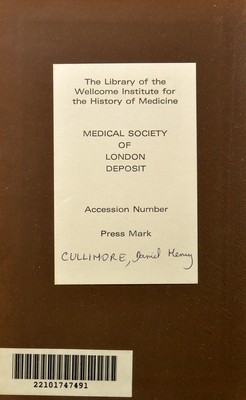 The Library of the
Wellcome Institute for
the History of Medicine
MEDICAL SOCIETY
OF
LONDON
DEPOSIT
Accession Number
Press Mark
CULLIMORE, Daniel Henry
22101747491